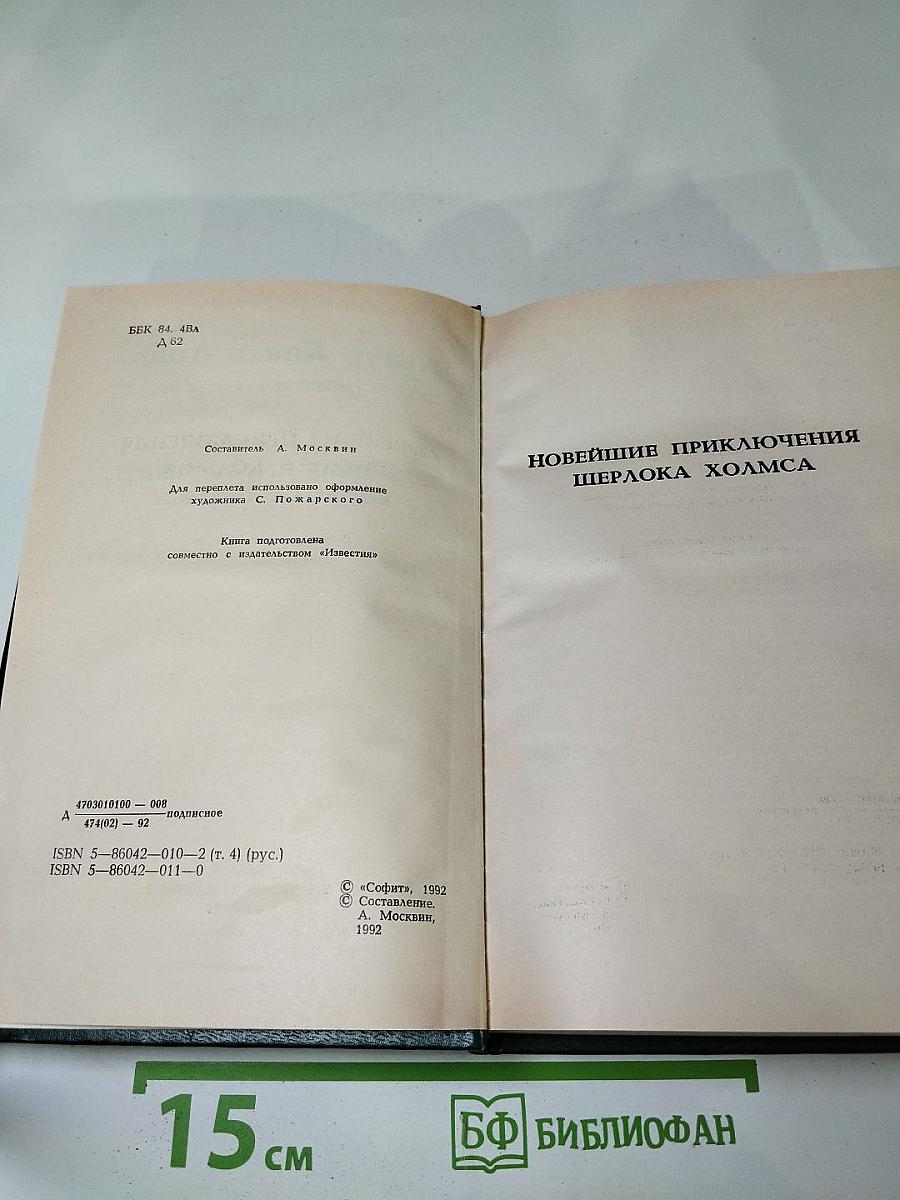 ББК 84. 4Вл
Д 62
Составитель А. Москвин
Для переплета использовано оформление
художника С. Пожарского
Книга подготовлена
совместно с издательством «Известия»
Д 4703010100 — 008
474(02) — 92 подписное
ISBN 5—86042—010—2 (т. 4) (рус.)
ISBN 5—86042—011—0
© «Софит», 1992
© Составление.
А. Москвин,
1992
НОВЕЙШИЕ ПРИКЛЮЧЕНИЯ
ШЕРЛОКА ХОЛМСА
15 см
БФ БИБЛИОФАН